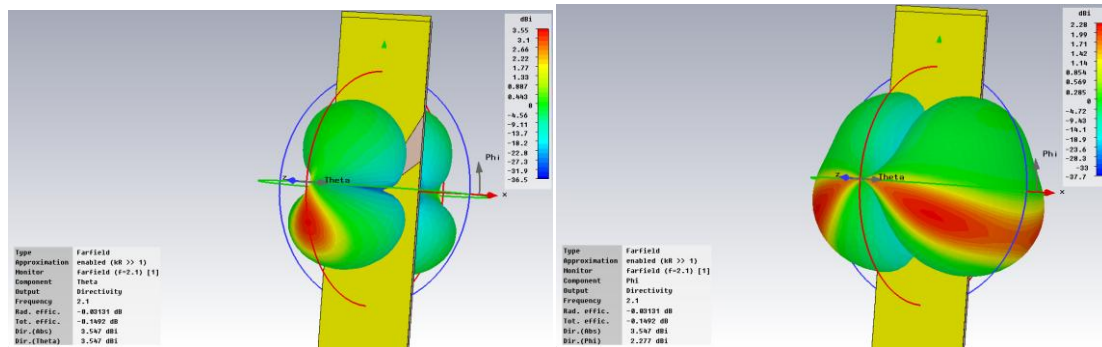 dBi
3.55
3.1
2.66
2.22
1.77
1.33
0.887
0.443
0
-4.56
-9.11
-13.7
-18.2
-22.8
-27.3
-31.9
-36.5
Phi
z
Theta
x
Type Farfield
Approximation enabled (kR >> 1)
Monitor farfield (f=2.1) [1]
Component Theta
Output Directivity
Frequency 2.1
Rad. effic. -0.03131 dB
Tot. effic. -0.1492 dB
Dir.(Abs) 3.547 dBi
Dir.(Theta) 3.547 dBi
dBi
2.28
1.99
1.71
1.42
1.14
0.854
0.569
0.285
0
-4.72
-9.43
-14.1
-18.9
-23.6
-28.3
-33
-37.7
Phi
z
Theta
x
Type Farfield
Approximation enabled (kR >> 1)
Monitor farfield (f=2.1) [1]
Component Phi
Output Directivity
Frequency 2.1
Rad. effic. -0.03131 dB
Tot. effic. -0.1492 dB
Dir.(Abs) 3.547 dBi
Dir.(Phi) 2.277 dBi